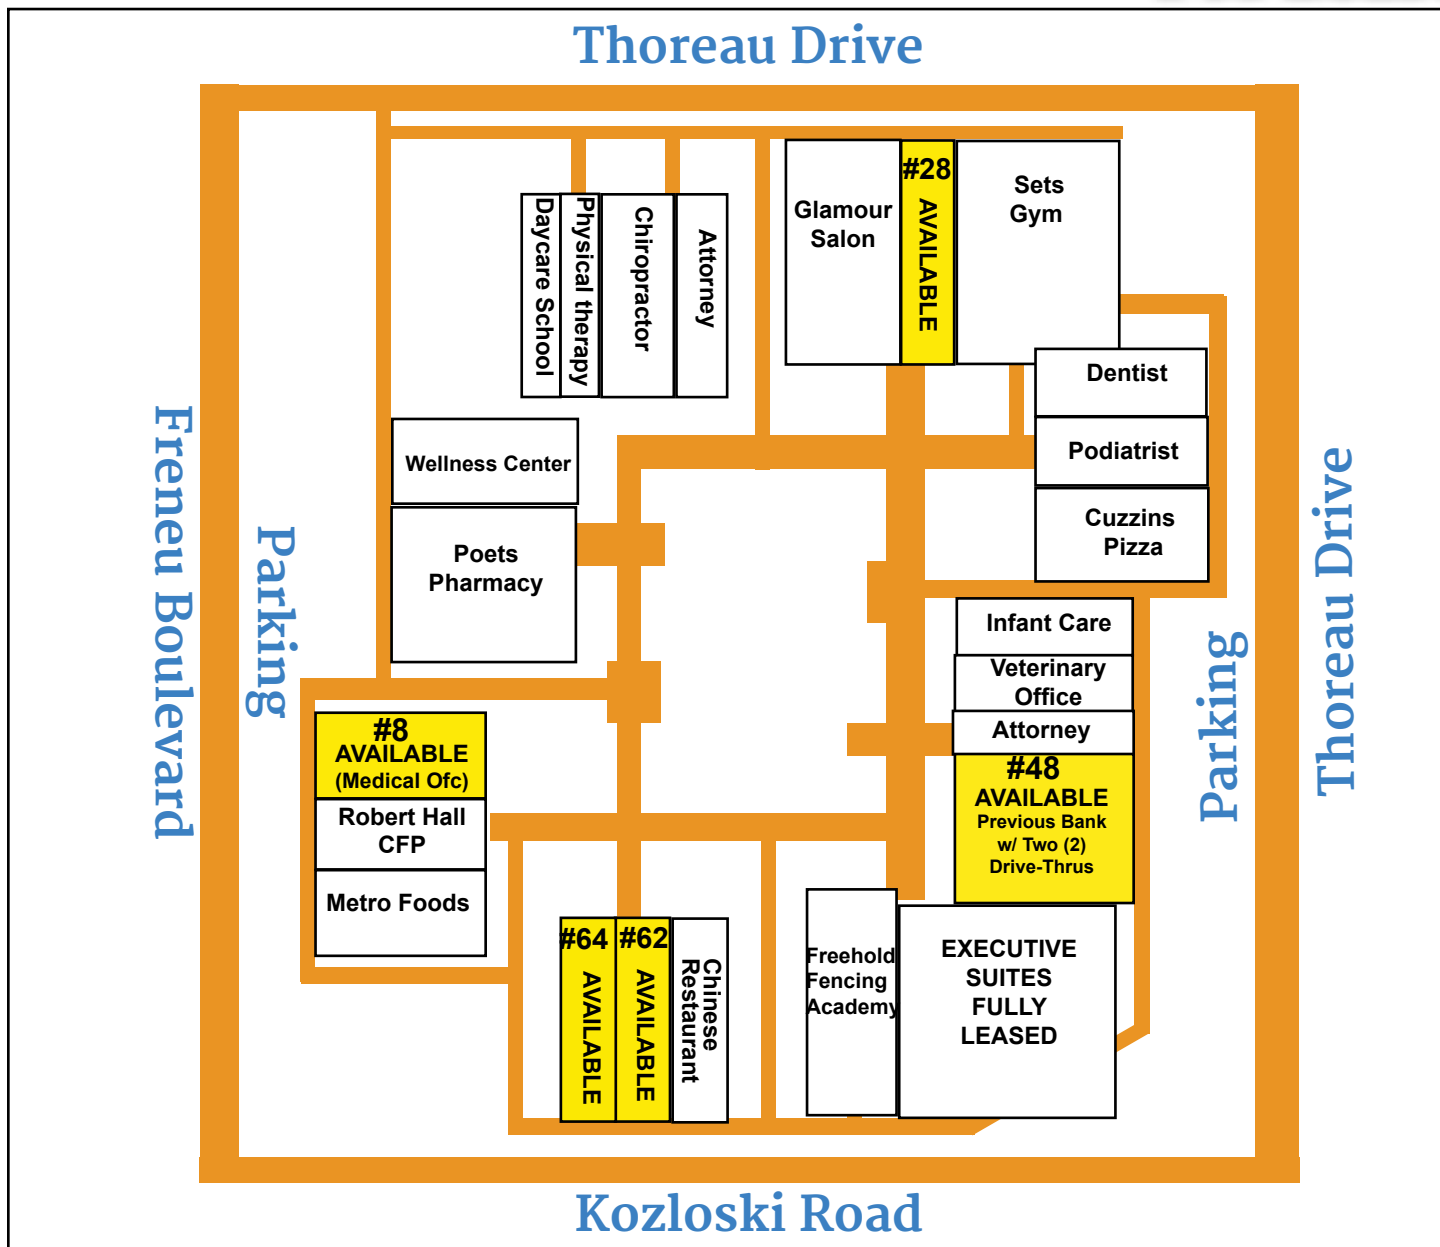 Thoreau Drive
#28
AVAILABLE
Glamour
Salon
Sets
Gym
Daycare School
Physical therapy
Chiropractor
Attorney
Dentist
Podiatrist
Cuzzins
Pizza
Wellness Center
Poets
Pharmacy
Freneu Boulevard
Parking
Thoreau Drive
Parking
Infant Care
Veterinary
Office
Attorney
#48
AVAILABLE
Previous Bank
w/ Two (2)
Drive-Thrus
#8
AVAILABLE
(Medical Ofc)
Robert Hall
CFP
Metro Foods
#64
AVAILABLE
#62
AVAILABLE
Chinese
Restaurant
Freehold
Fencing
Academy
EXECUTIVE
SUITES
FULLY
LEASED
Kozloski Road